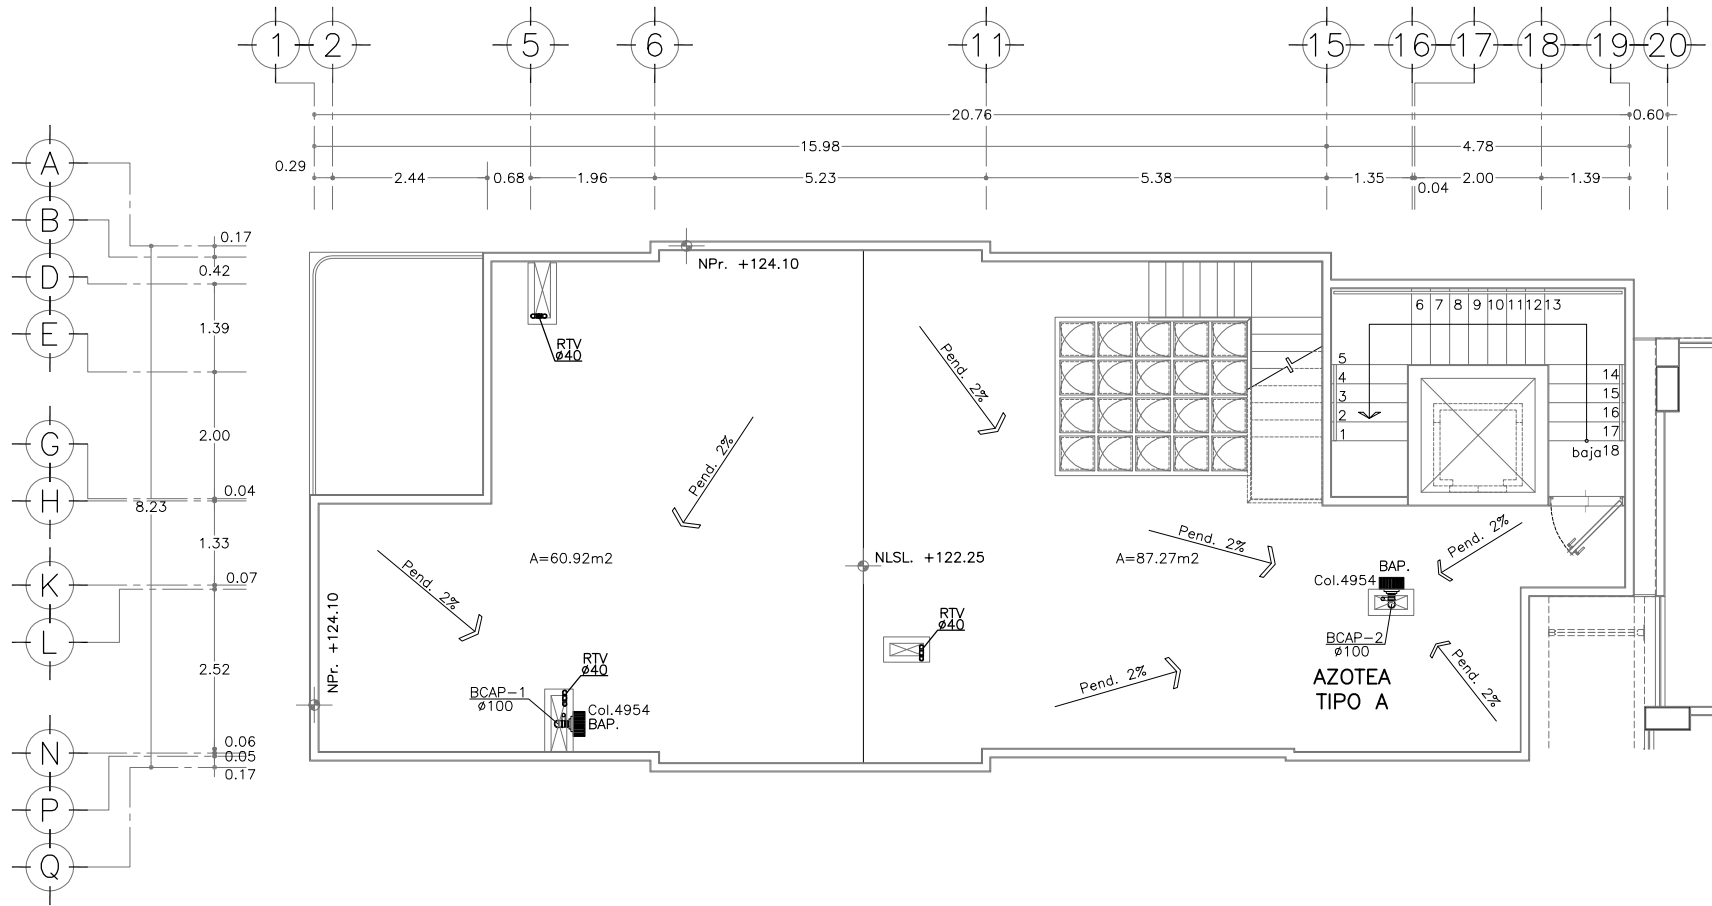 1 2 5 6 11 15 16 17 18 19 20
20.76 0.60
15.98 4.78
0.29 2.44 0.68 1.96 5.23 5.38 1.35 0.04 2.00 1.39
A
B
D
E
G
H
K
L
N
P
Q
0.17
0.42
1.39
2.00
0.04
8.23
1.33
0.07
2.52
0.06
0.05
0.17
NPr. +124.10
RTV
ø40
Pend. 2%
Pend. 2%
6 7 8 9 10 11 12 13
5
4
3
2
1
14
15
16
17
baja18
A=60.92m2
NLSL. +122.25
A=87.27m2
Pend. 2%
Pend. 2%
Pend. 2%
BAP.
Col.4954
BCAP-2
ø100
NPr. +124.10
RTV
ø40
RTV
ø40
BCAP-1
ø100
Col.4954
BAP.
Pend. 2%
Pend. 2%
AZOTEA
TIPO A